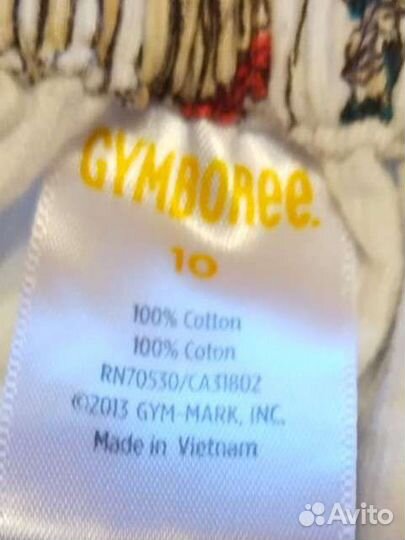 GYMBORee.
10
100% Cotton
100% Coton
RN70530/CA31802
©2013 GYM-MARK, INC.
Made in Vietnam
Avito